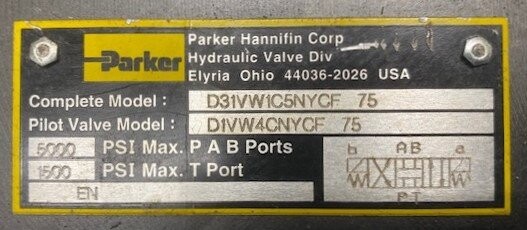 Parker
Parker Hannifin Corp
Hydraulic Valve Div
Elyria Ohio 44036-2026 USA
Complete Model : D31VW1C5NYCF 75
Pilot Valve Model : D1VW4CNYCF 75
5000 PSI Max. P A B Ports
1500 PSI Max. T Port
EN
b AB a
PT